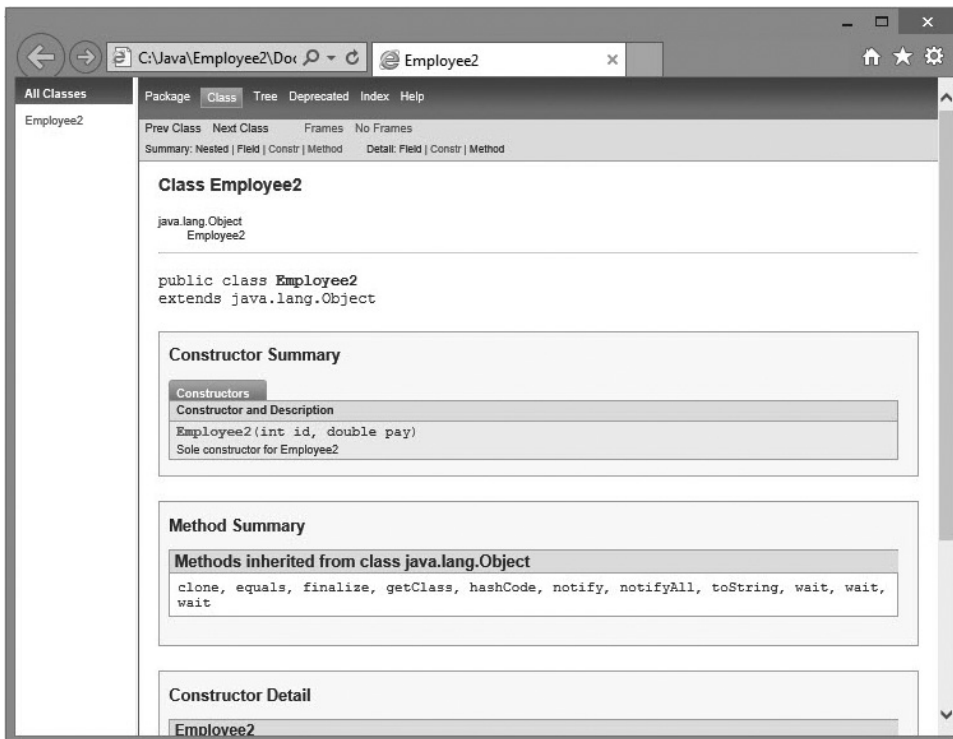 C:\Java\Employee2\Doc
Employee2
All Classes
Employee2
Package Class Tree Deprecated Index Help
Prev Class Next Class Frames No Frames
Summary: Nested | Field | Constr | Method Detail: Field | Constr | Method
Class Employee2
java.lang.Object
Employee2
public class Employee2
extends java.lang.Object
Constructor Summary
Constructors
Constructor and Description
Employee2(int id, double pay)
Sole constructor for Employee2
Method Summary
Methods inherited from class java.lang.Object
clone, equals, finalize, getClass, hashCode, notify, notifyAll, toString, wait, wait,
wait
Constructor Detail
Employee2